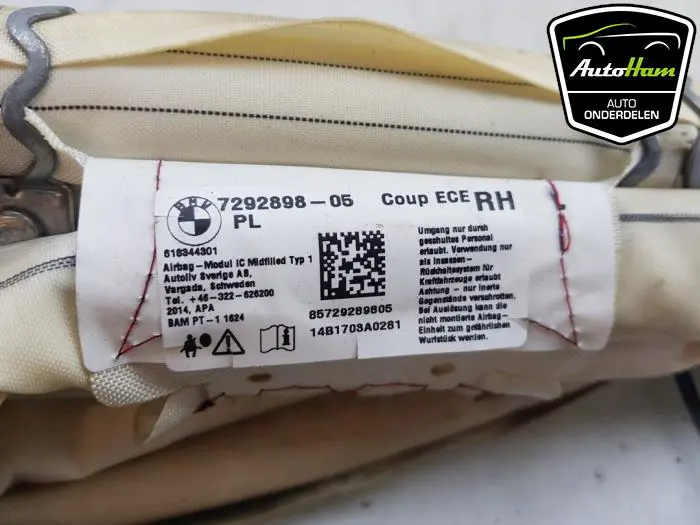 AutoHam
AUTO
ONDERDELEN
BMW
7292898-05 Coup ECE RH
PL
616344301
Airbag-Modul IC Midfilled Typ 1
Autoliv Sverige AB,
Vargada, Schweden
Tel. +46-322-626200
2014, APA
BAM PT-1 1624
85729289805
14B1703A0281
Umgang nur durch
geschultes Personal
erlaubt. Verwendung nur
als Insassen-
Rückhaltesystem für
Kraftfahrzeuge erlaubt
Achtung - nur inerte
Gegenstände verschrotten.
Bei Auslösung kann die
nicht montierte Airbag-
Einheit zum gefährlichen
Wurfstück werden.